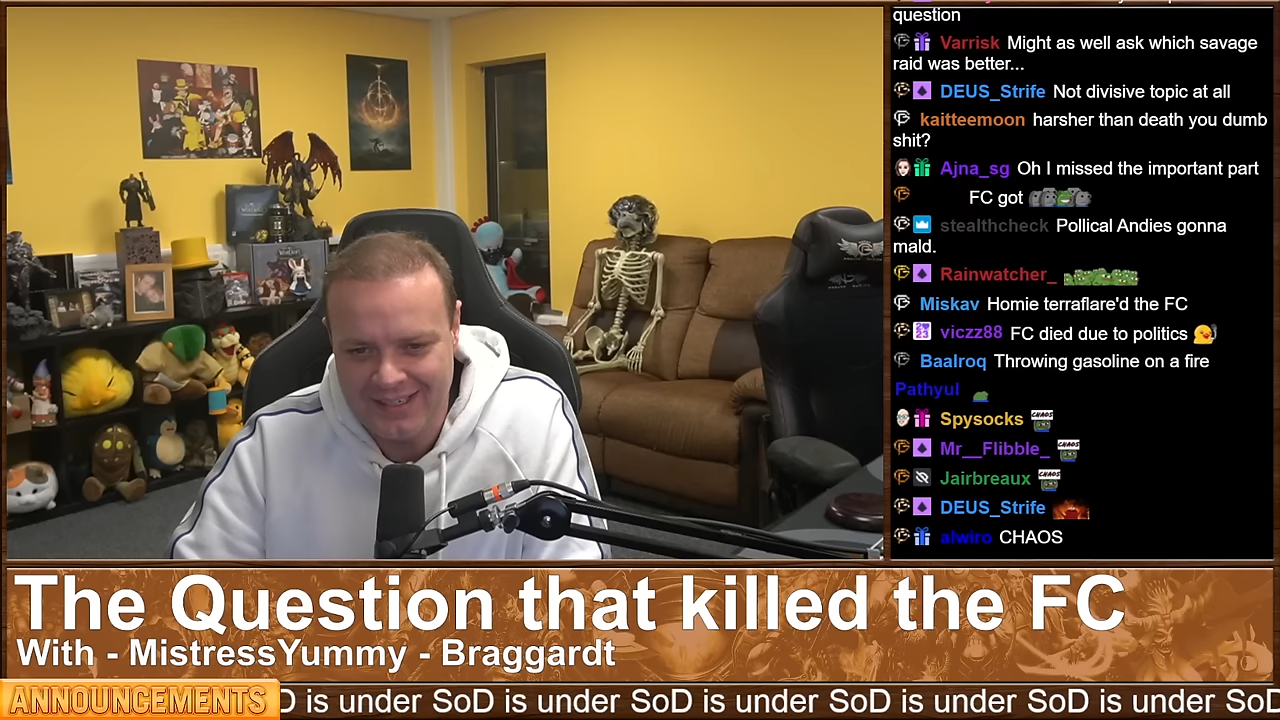 question
Varrisk Might as well ask which savage
raid was better...
DEUS_Strife Not divisive topic at all
kaitteemoon harsher than death you dumb
shit?
Ajna_sg Oh I missed the important part
FC got
stealthcheck Pollical Andies gonna
mald.
Rainwatcher_
Miskav Homie terraflare'd the FC
viczz88 FC died due to politics
Baalroq Throwing gasoline on a fire
Pathyul
Spysocks CHAOS
Mr__Flibble_ CHAOS
Jairbreaux CHAOS
DEUS_Strife
alwiro CHAOS
The Question that killed the FC
With - MistressYummy - Braggardt
ANNOUNCEMENTS D is under SoD is under SoD is under SoD is under SoD is under SoD